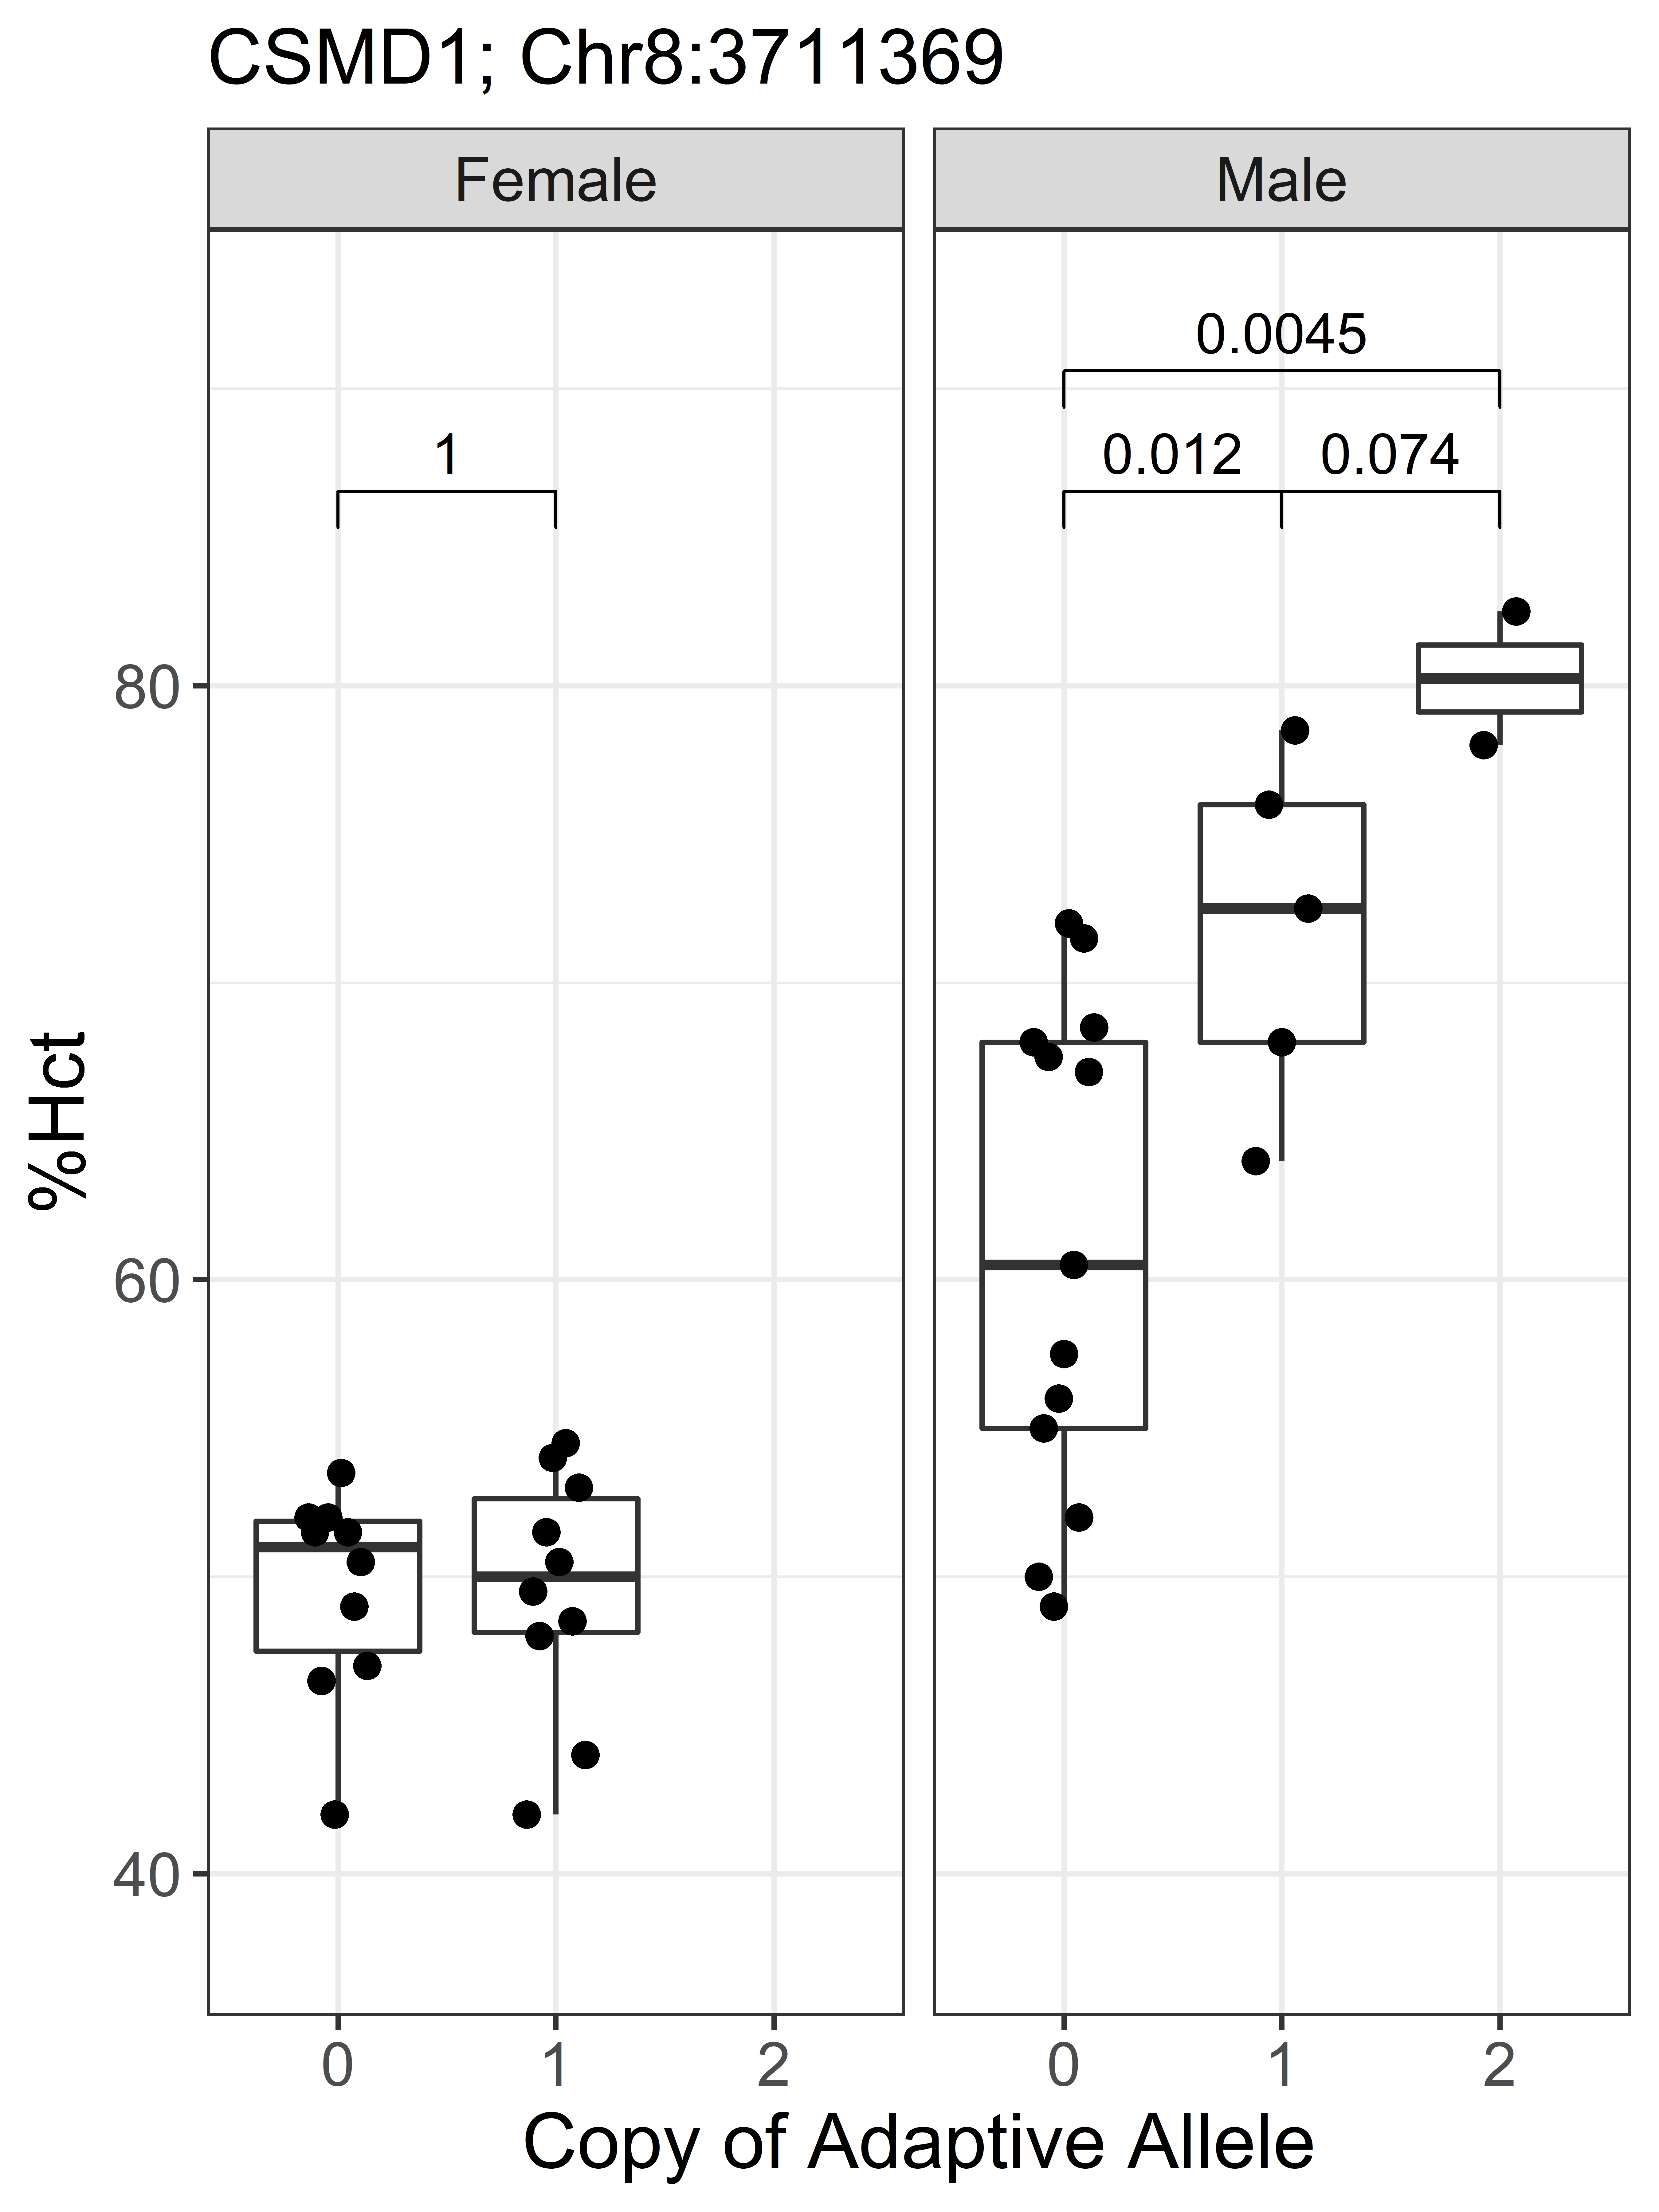 CSMD1; Chr8:3711369
Female Male
0.0045
1 0.012 0.074
80
60
40
%Hct
0 1 2 0 1 2
Copy of Adaptive Allele